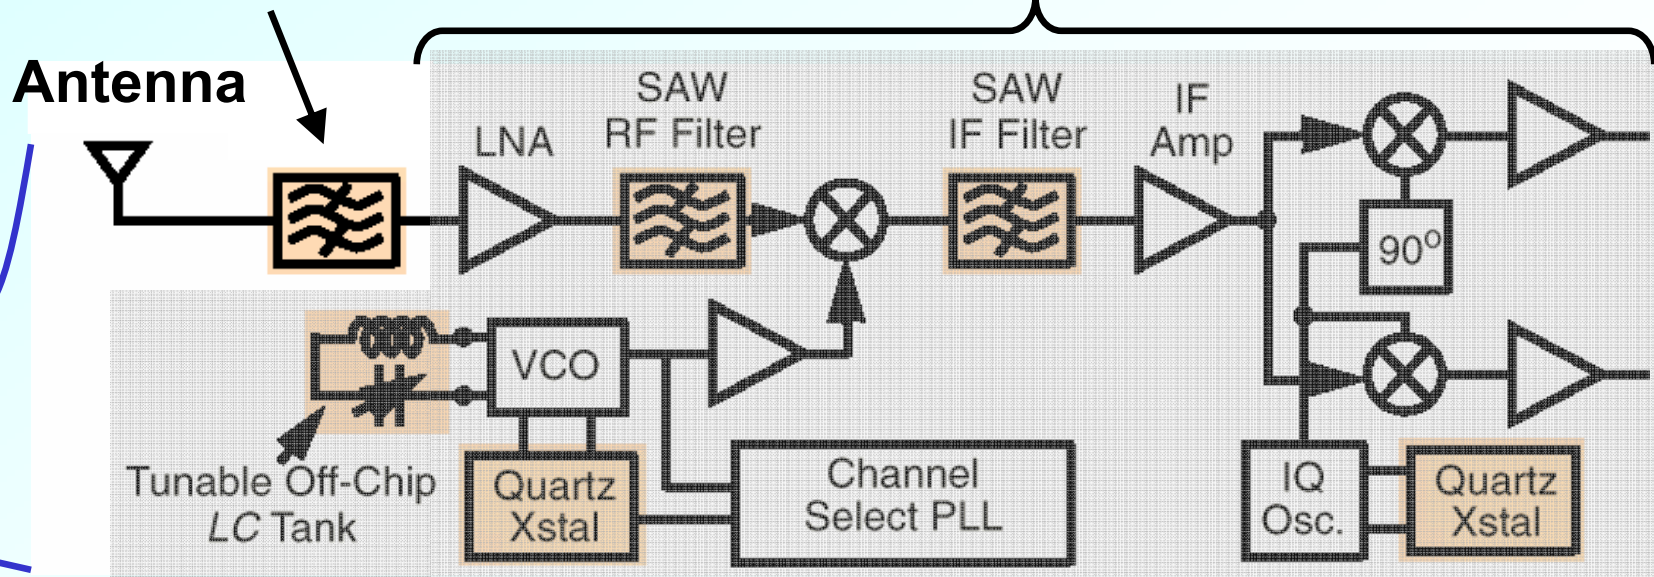 Antenna
LNA
SAW
RF Filter
SAW
IF Filter
IF
Amp
90o
VCO
Tunable Off-Chip
LC Tank
Quartz
Xstal
Channel
Select PLL
IQ
Osc.
Quartz
Xstal